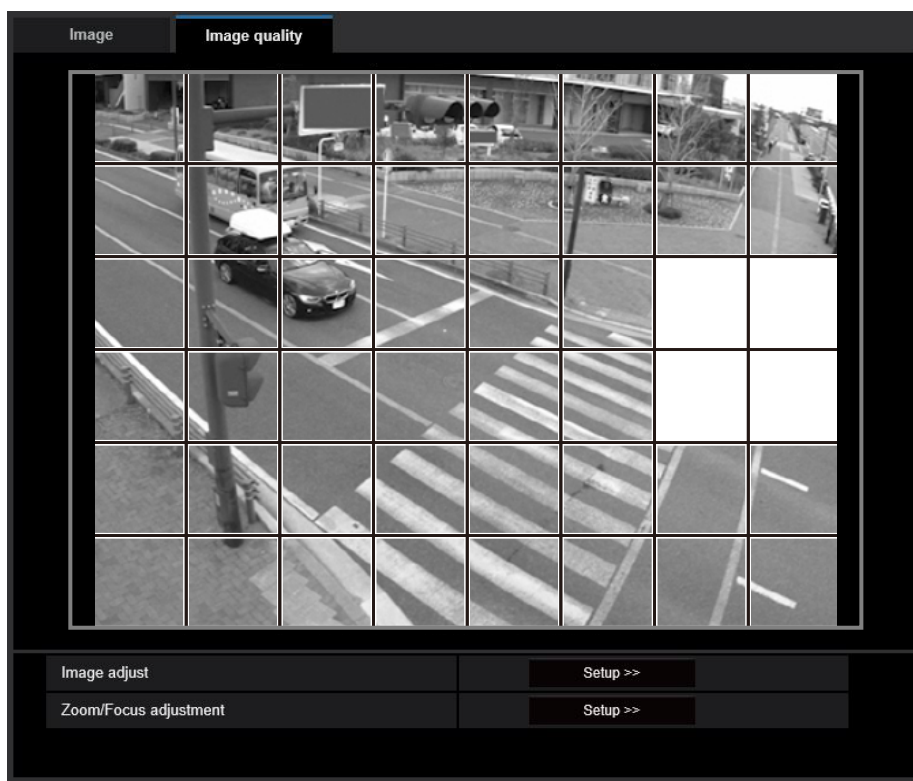 Image
Image quality
Image adjust
Setup >>
Zoom/Focus adjustment
Setup >>